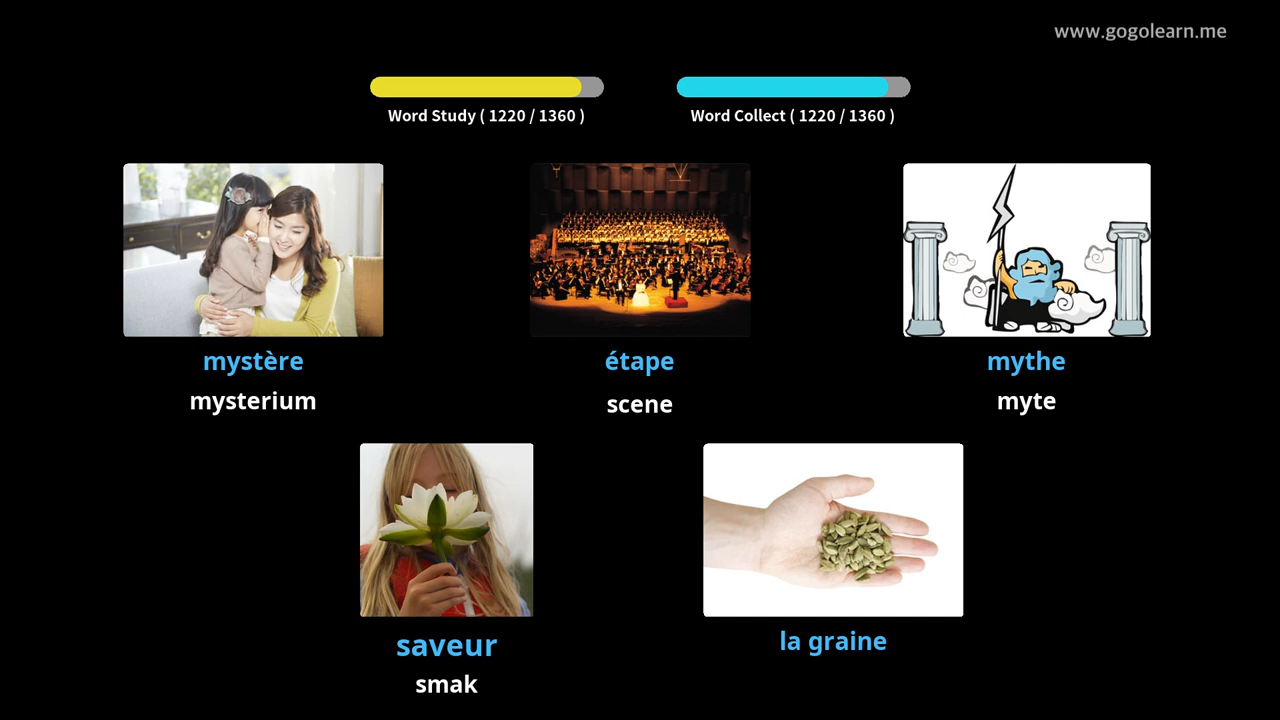 www.gogolearn.me
Word Study ( 1220 / 1360 )
Word Collect ( 1220 / 1360 )
mystère
mysterium
étape
scene
mythe
myte
saveur
smak
la graine